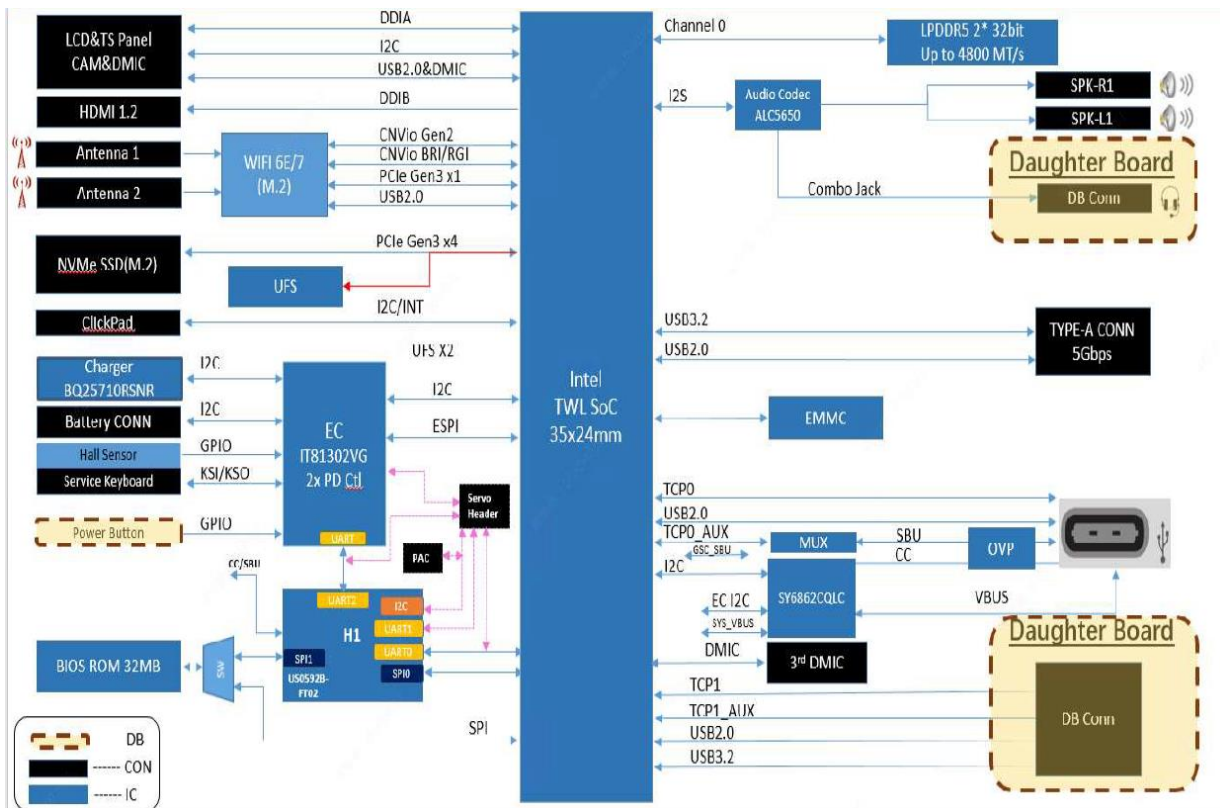 DDIA
LCD&TS Panel
CAM&DMIC
I2C
USB2.0&DMIC
HDMI 1.2
DDIB
Antenna 1
Antenna 2
WIFI 6E/7
(M.2)
CNVio Gen2
CNVio BRI/RGI
PCIe Gen3 x1
USB2.0
NVMe SSD(M.2)
PCIe Gen3 x4
UFS
ClickPad
I2C/INT
UFS X2
Charger
BQ25710RSNR
I2C
Battery CONN
I2C
Hall Sensor
GPIO
Service Keyboard
KSI/KSO
Power Button
GPIO
EC
IT81302VG
2x PD Ctl
UART
I2C
ESPI
Servo
Header
PAC
CC/SBU
UART2
H1
I2C
UART1
UART0
SPI1
SPI0
US0592B-
FT02
BIOS ROM 32MB
SW
SPI
DB
------ CON
------ IC
Intel
TWL SoC
35x24mm
Channel 0
LPDDR5 2* 32bit
Up to 4800 MT/s
I2S
Audio Codec
ALC5650
SPK-R1
SPK-L1
Combo Jack
Daughter Board
DB Conn
USB3.2
USB2.0
TYPE-A CONN
5Gbps
EMMC
TCP0
USB2.0
TCP0_AUX
GSC_SBU
MUX
SBU
CC
OVP
I2C
SY6862CQLC
VBUS
EC I2C
SYS_VBUS
DMIC
3rd DMIC
Daughter Board
DB Conn
TCP1
TCP1_AUX
USB2.0
USB3.2